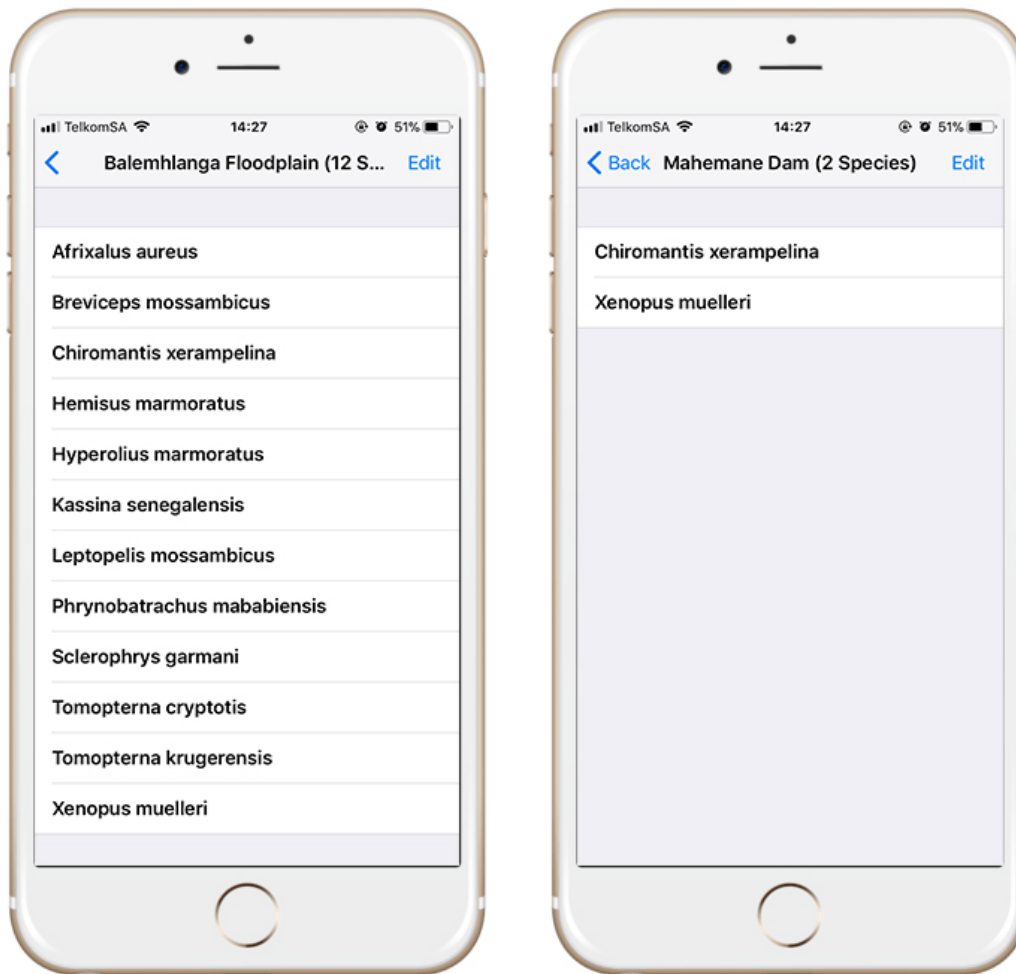 TelkomSA 14:27 51%
Balemhlanga Floodplain (12 S... Edit
Afrixalus aureus
Breviceps mossambicus
Chiromantis xerampelina
Hemisus marmoratus
Hyperolius marmoratus
Kassina senegalensis
Leptopelis mossambicus
Phrynobatrachus mababiensis
Sclerophrys garmani
Tomopterna cryptotis
Tomopterna krugerensis
Xenopus muelleri
TelkomSA 14:27 51%
Back Mahemane Dam (2 Species) Edit
Chiromantis xerampelina
Xenopus muelleri